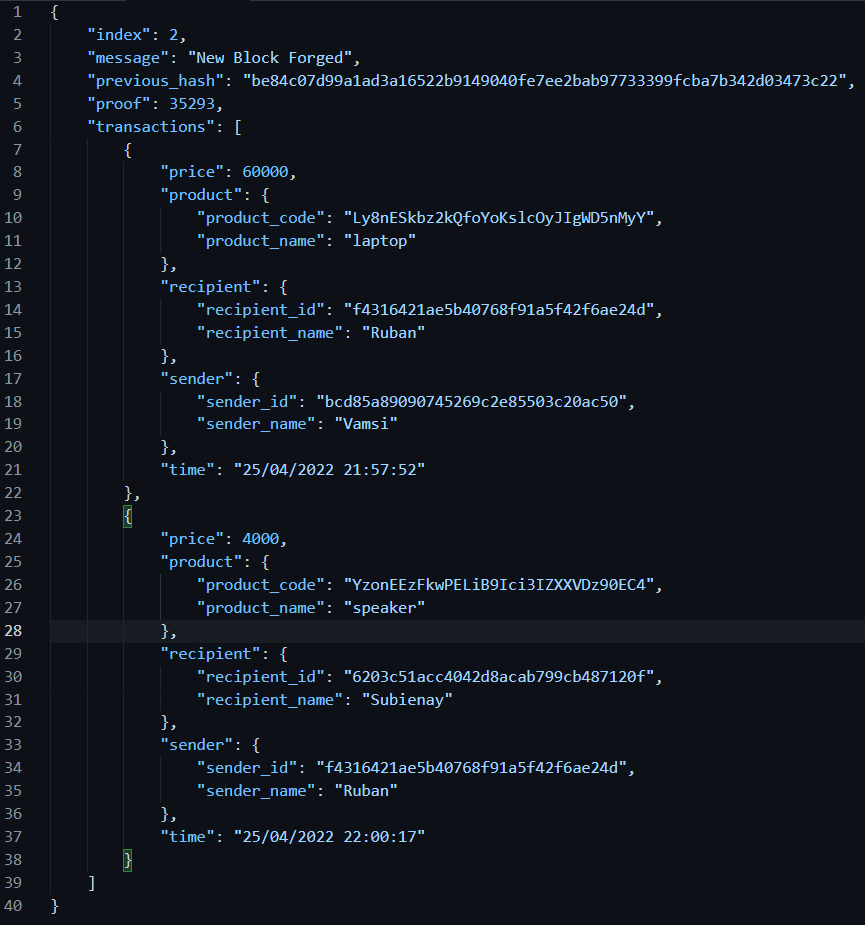 1 {
2     "index": 2,
3     "message": "New Block Forged",
4     "previous_hash": "be84c07d99a1ad3a16522b9149040fe7ee2bab97733399fcba7b342d03473c22",
5     "proof": 35293,
6     "transactions": [
7         {
8             "price": 60000,
9             "product": {
10                 "product_code": "Ly8nESkbz2kQfoYoKslcOyJIgWD5nMyY",
11                 "product_name": "laptop"
12             },
13             "recipient": {
14                 "recipient_id": "f4316421ae5b40768f91a5f42f6ae24d",
15                 "recipient_name": "Ruban"
16             },
17             "sender": {
18                 "sender_id": "bcd85a89090745269c2e85503c20ac50",
19                 "sender_name": "Vamsi"
20             },
21             "time": "25/04/2022 21:57:52"
22         },
23         {
24             "price": 4000,
25             "product": {
26                 "product_code": "YzonEEzFkwPELiB9Ici3IZXXVDz90EC4",
27                 "product_name": "speaker"
28             },
29             "recipient": {
30                 "recipient_id": "6203c51acc4042d8acab799cb487120f",
31                 "recipient_name": "Subienay"
32             },
33             "sender": {
34                 "sender_id": "f4316421ae5b40768f91a5f42f6ae24d",
35                 "sender_name": "Ruban"
36             },
37             "time": "25/04/2022 22:00:17"
38         }
39     ]
40 }